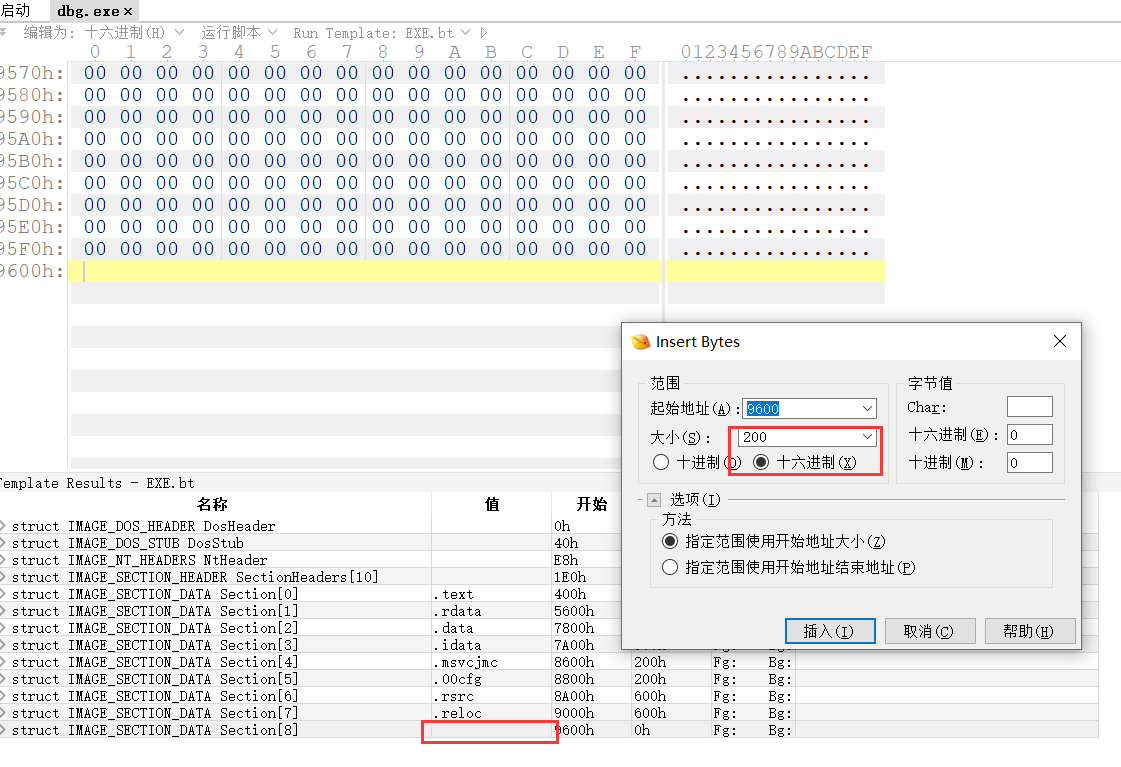 启动 dbg.exe ×
编辑为: 十六进制(H) 运行脚本 Run Template: EXE.bt
0 1 2 3 4 5 6 7 8 9 A B C D E F 0123456789ABCDEF
9570h: 00 00 00 00 00 00 00 00 00 00 00 00 00 00 00 00 ................
9580h: 00 00 00 00 00 00 00 00 00 00 00 00 00 00 00 00 ................
9590h: 00 00 00 00 00 00 00 00 00 00 00 00 00 00 00 00 ................
95A0h: 00 00 00 00 00 00 00 00 00 00 00 00 00 00 00 00 ................
95B0h: 00 00 00 00 00 00 00 00 00 00 00 00 00 00 00 00 ................
95C0h: 00 00 00 00 00 00 00 00 00 00 00 00 00 00 00 00 ................
95D0h: 00 00 00 00 00 00 00 00 00 00 00 00 00 00 00 00 ................
95E0h: 00 00 00 00 00 00 00 00 00 00 00 00 00 00 00 00 ................
95F0h: 00 00 00 00 00 00 00 00 00 00 00 00 00 00 00 00 ................
9600h:
Insert Bytes
范围
起始地址(A): 9600
大小(S): 200
十进制(D) 十六进制(X)
字节值
Char:
十六进制(E): 0
十进制(M): 0
选项(I)
方法
指定范围使用开始地址大小(Z)
指定范围使用开始地址结束地址(P)
插入(I) 取消(C) 帮助(H)
Template Results - EXE.bt
名称 值 开始
struct IMAGE_DOS_HEADER DosHeader 0h
struct IMAGE_DOS_STUB DosStub 40h
struct IMAGE_NT_HEADERS NtHeader E8h
struct IMAGE_SECTION_HEADER SectionHeaders[10] 1E0h
struct IMAGE_SECTION_DATA Section[0] .text 400h
struct IMAGE_SECTION_DATA Section[1] .rdata 5600h
struct IMAGE_SECTION_DATA Section[2] .data 7800h
struct IMAGE_SECTION_DATA Section[3] .idata 7A00h
struct IMAGE_SECTION_DATA Section[4] .msvcjmc 8600h 200h Fg: Bg:
struct IMAGE_SECTION_DATA Section[5] .00cfg 8800h 200h Fg: Bg:
struct IMAGE_SECTION_DATA Section[6] .rsrc 8A00h 600h Fg: Bg:
struct IMAGE_SECTION_DATA Section[7] .reloc 9000h 600h Fg: Bg:
struct IMAGE_SECTION_DATA Section[8] 9600h 0h Fg: Bg: